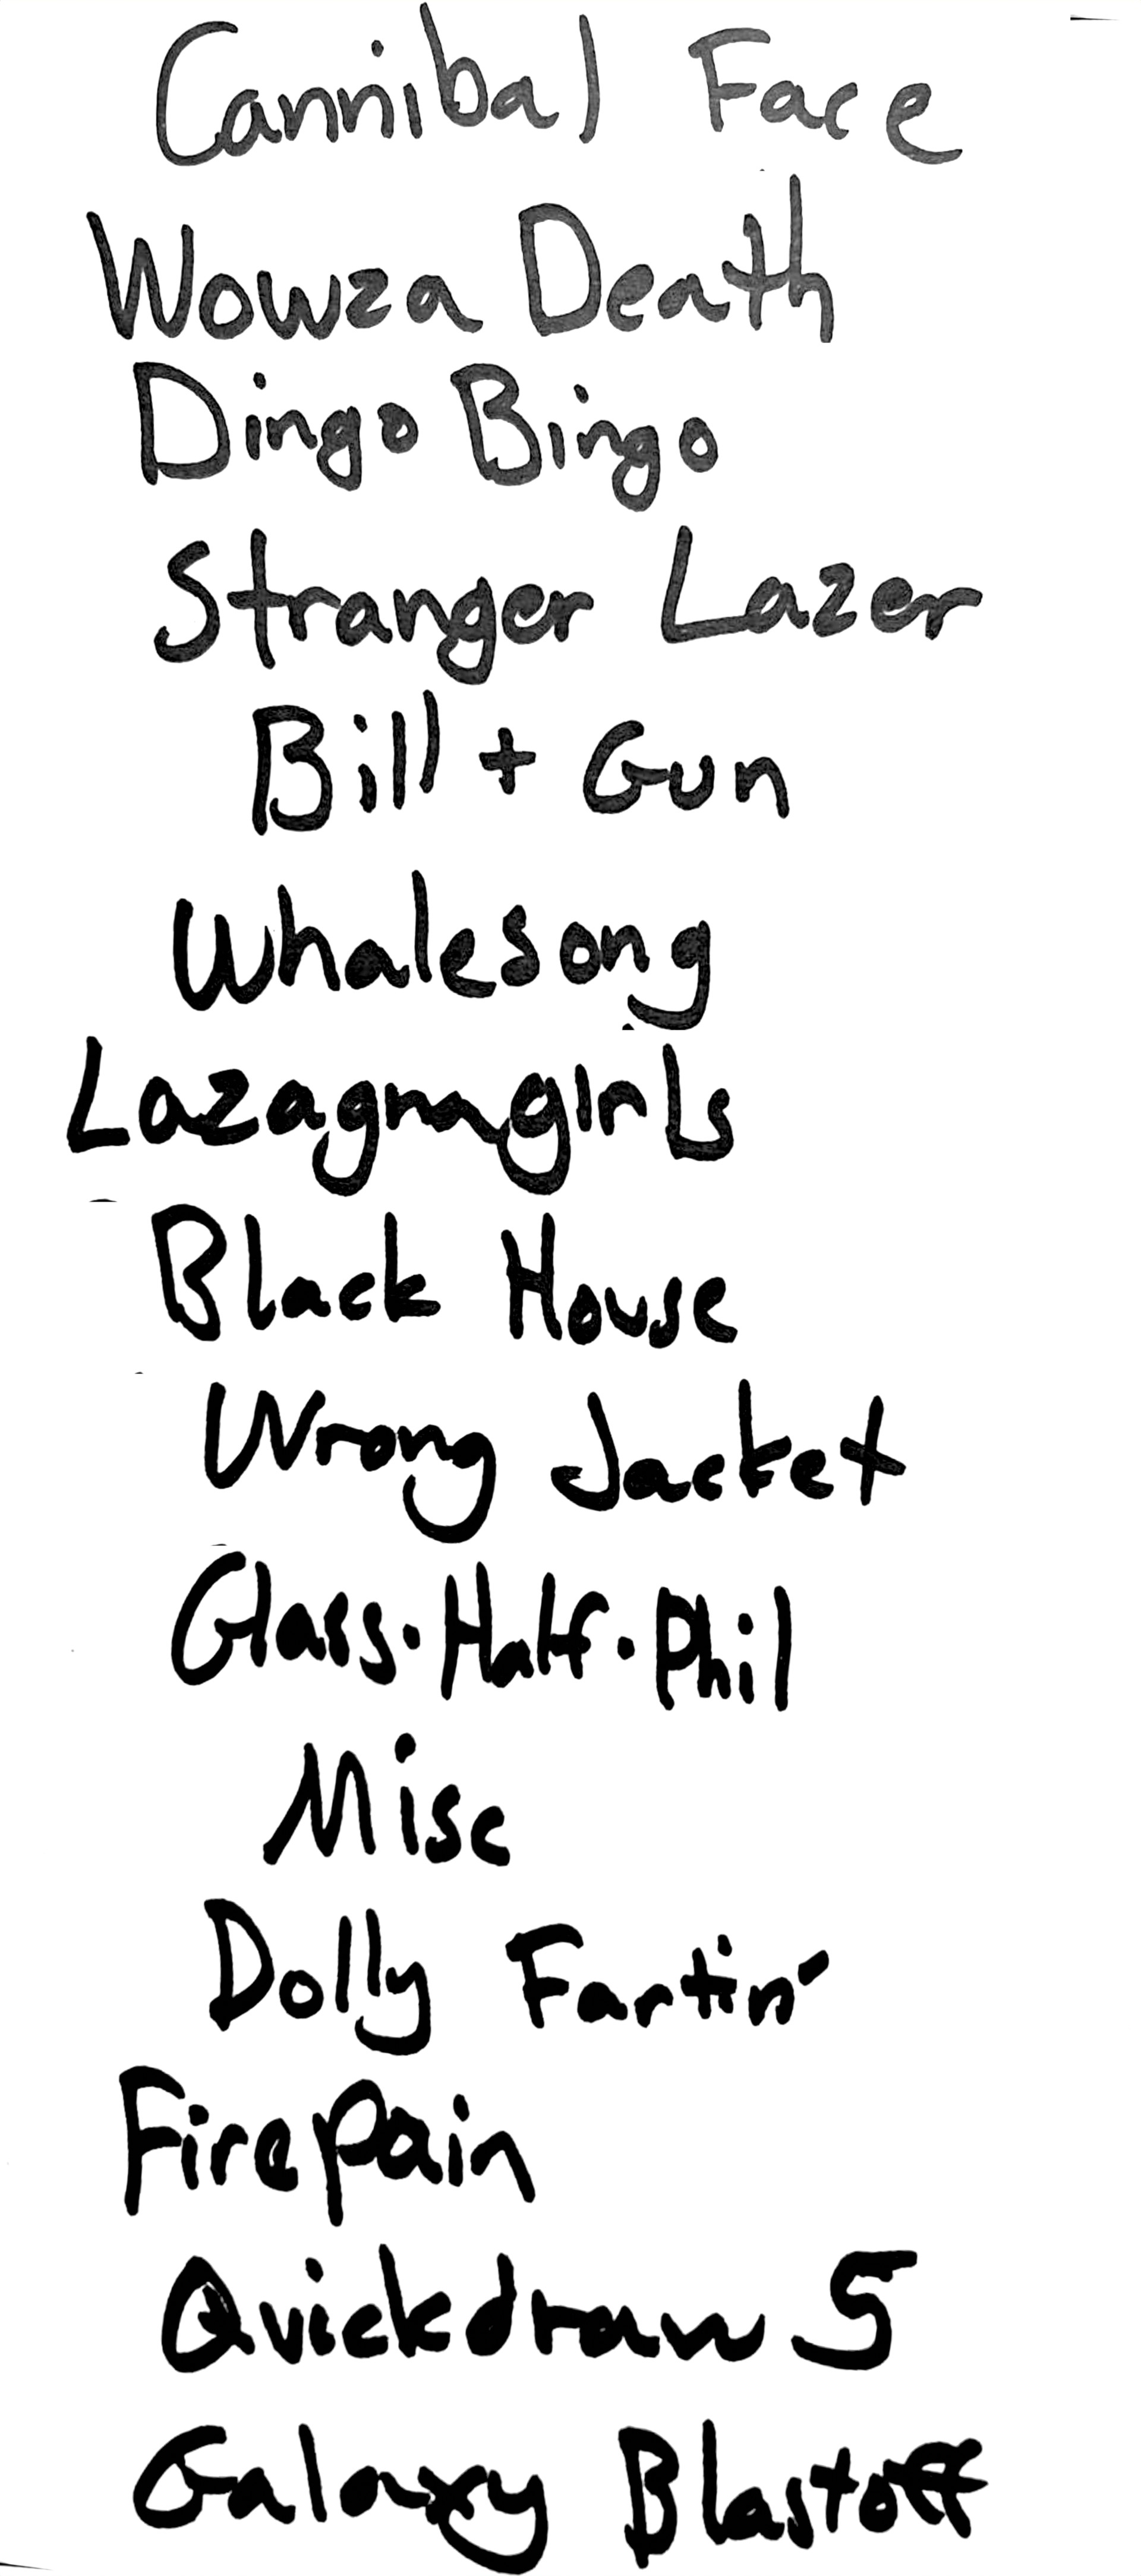 Cannibal Face
Wowza Death
Dingo Bingo
Stranger Lazer
Bill + Gun
Whalesong
Lazagnagirls
Black House
Wrong Jacket
Glass·Half·Phil
Misc
Dolly Fartin'
Firepain
Quickdraw 5
Galaxy Blastoff